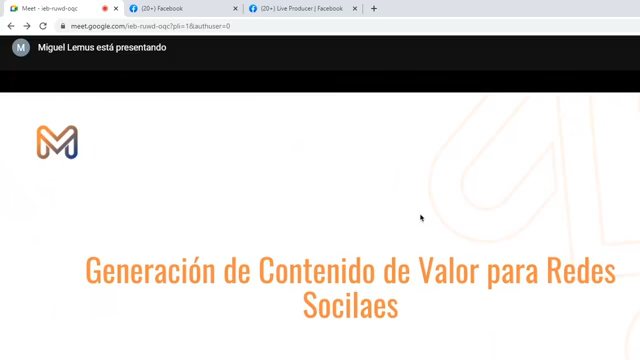 Meet - ieb-ruwd-oqc
(20+) Facebook
(20+) Live Producer | Facebook
meet.google.com/ieb-ruwd-oqc?pli=1&authuser=0
M
Miguel Lemus está presentando
Generación de Contenido de Valor para Redes
Socilaes